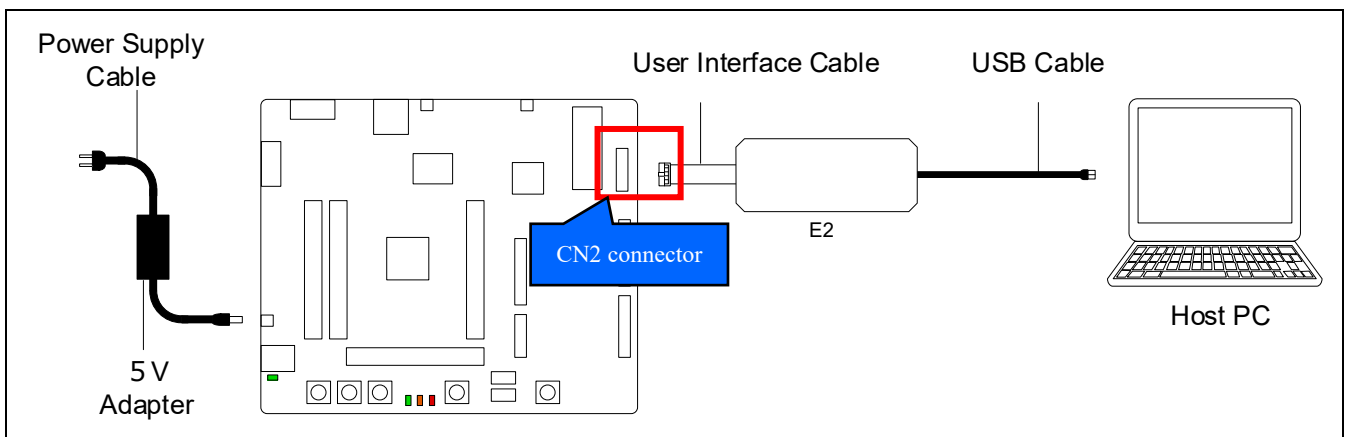 Power Supply
Cable
User Interface Cable
USB Cable
CN2 connector
E2
Host PC
5 V
Adapter